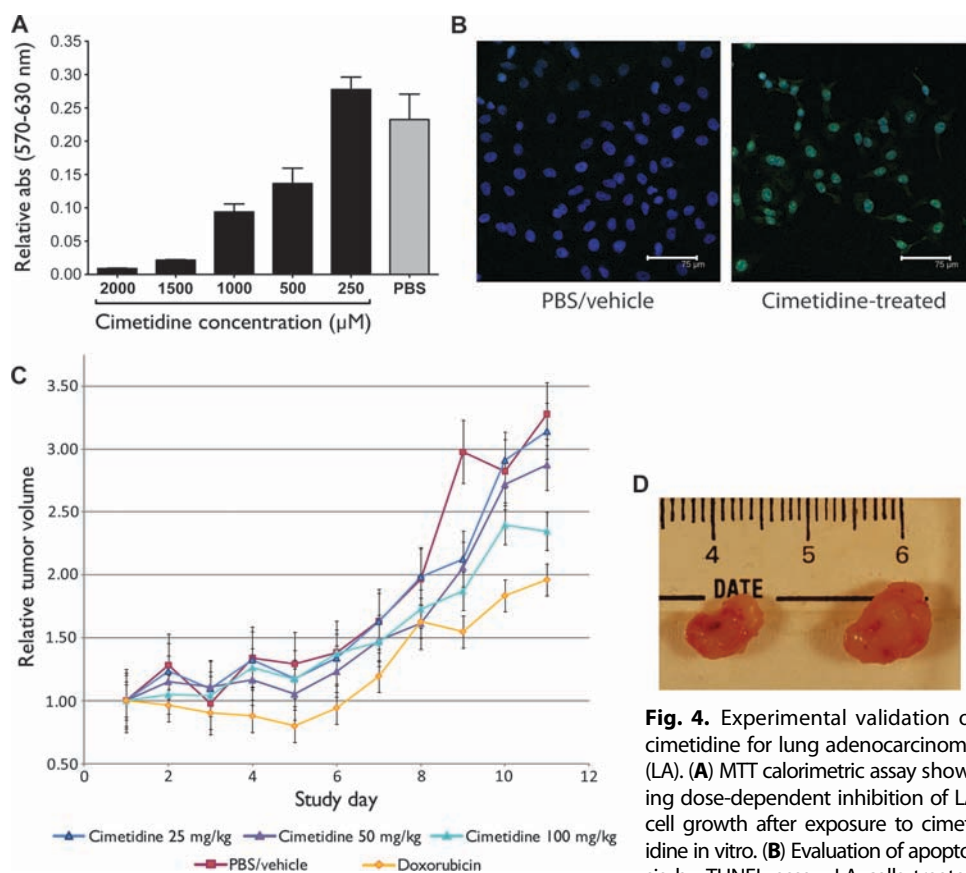 A
Relative abs (570-630 nm)
0.35
0.30
0.25
0.20
0.15
0.10
0.05
0.00
2000 1500 1000 500 250 PBS
Cimetidine concentration (µM)
B
75 µm
75 µm
PBS/vehicle
Cimetidine-treated
C
Relative tumor volume
3.50
3.00
2.50
2.00
1.50
1.00
0.50
0 2 4 6 8 10 12
Study day
Cimetidine 25 mg/kg Cimetidine 50 mg/kg Cimetidine 100 mg/kg
PBS/vehicle Doxorubicin
D
4 5 6
DATE
Fig. 4. Experimental validation o
cimetidine for lung adenocarcinom
(LA). (A) MTT calorimetric assay show
ing dose-dependent inhibition of LA
cell growth after exposure to cimet
idine in vitro. (B) Evaluation of apopto